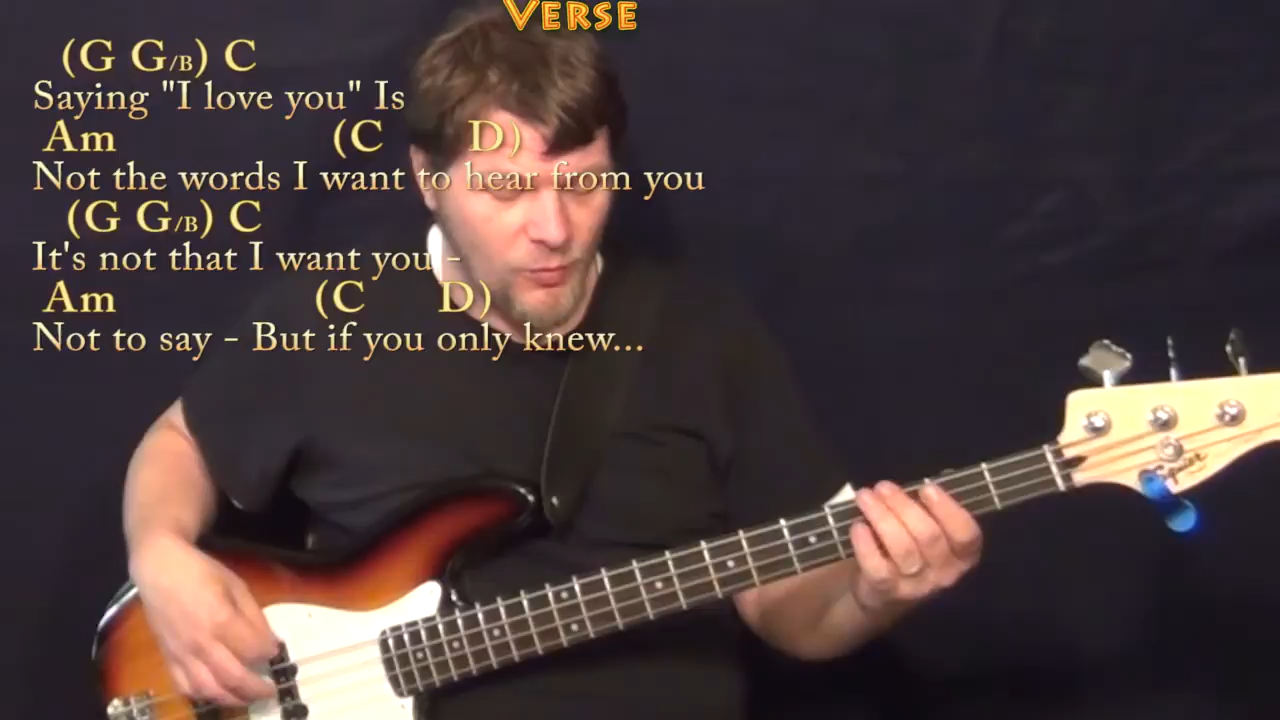 VERSE
(G G/B) C
Saying "I love you" Is
Am (C D)
Not the words I want to hear from you
(G G/B) C
It's not that I want you -
Am (C D)
Not to say - But if you only knew...